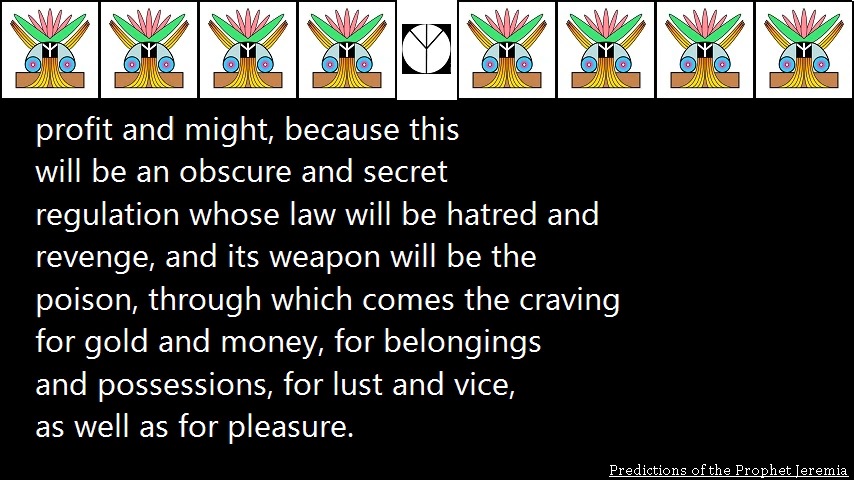 profit and might, because this
will be an obscure and secret
regulation whose law will be hatred and
revenge, and its weapon will be the
poison, through which comes the craving
for gold and money, for belongings
and possessions, for lust and vice,
as well as for pleasure.
Predictions of the Prophet Jeremia